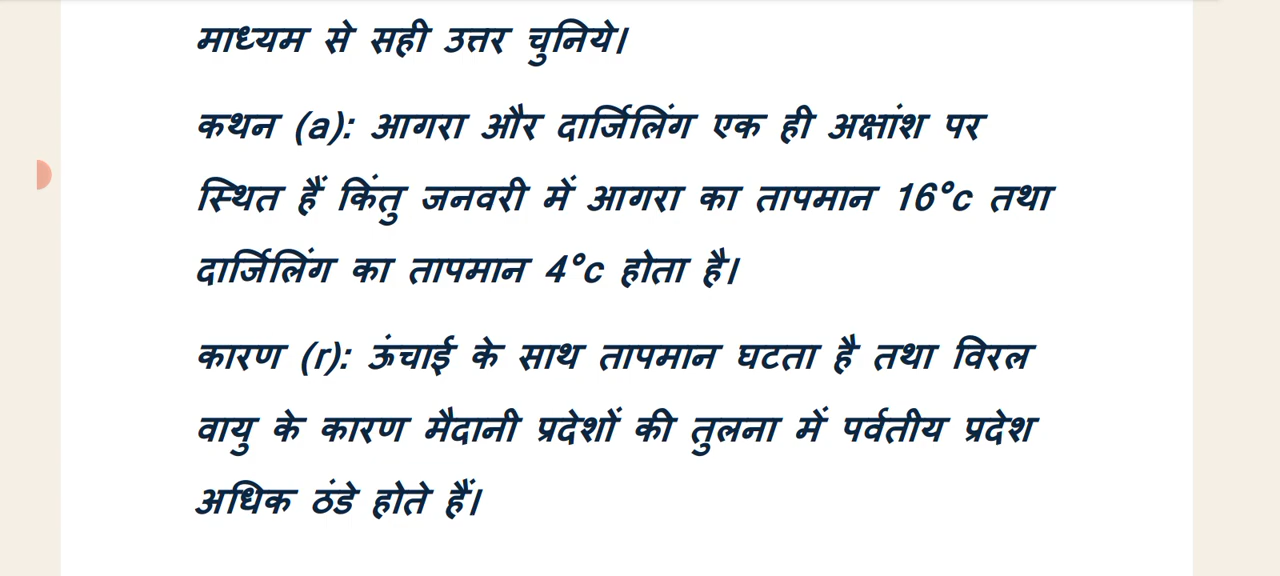 माध्यम से सही उत्तर चुनिये।
कथन (a): आगरा और दार्जिलिंग एक ही अक्षांश पर
स्थित हैं किंतु जनवरी में आगरा का तापमान 16°c तथा
दार्जिलिंग का तापमान 4°c होता है।
कारण (r): ऊंचाई के साथ तापमान घटता है तथा विरल
वायु के कारण मैदानी प्रदेशों की तुलना में पर्वतीय प्रदेश
अधिक ठंडे होते हैं।